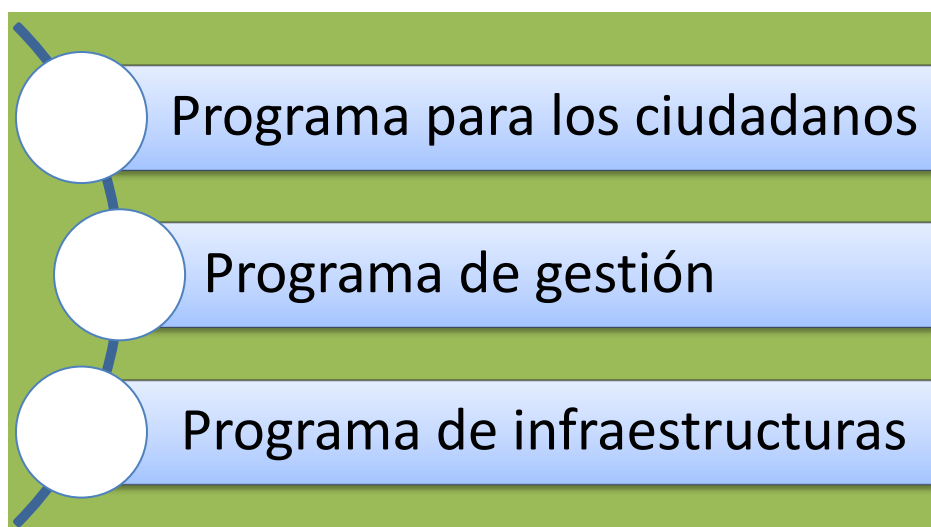 Programa para los ciudadanos
Programa de gestión
Programa de infraestructuras